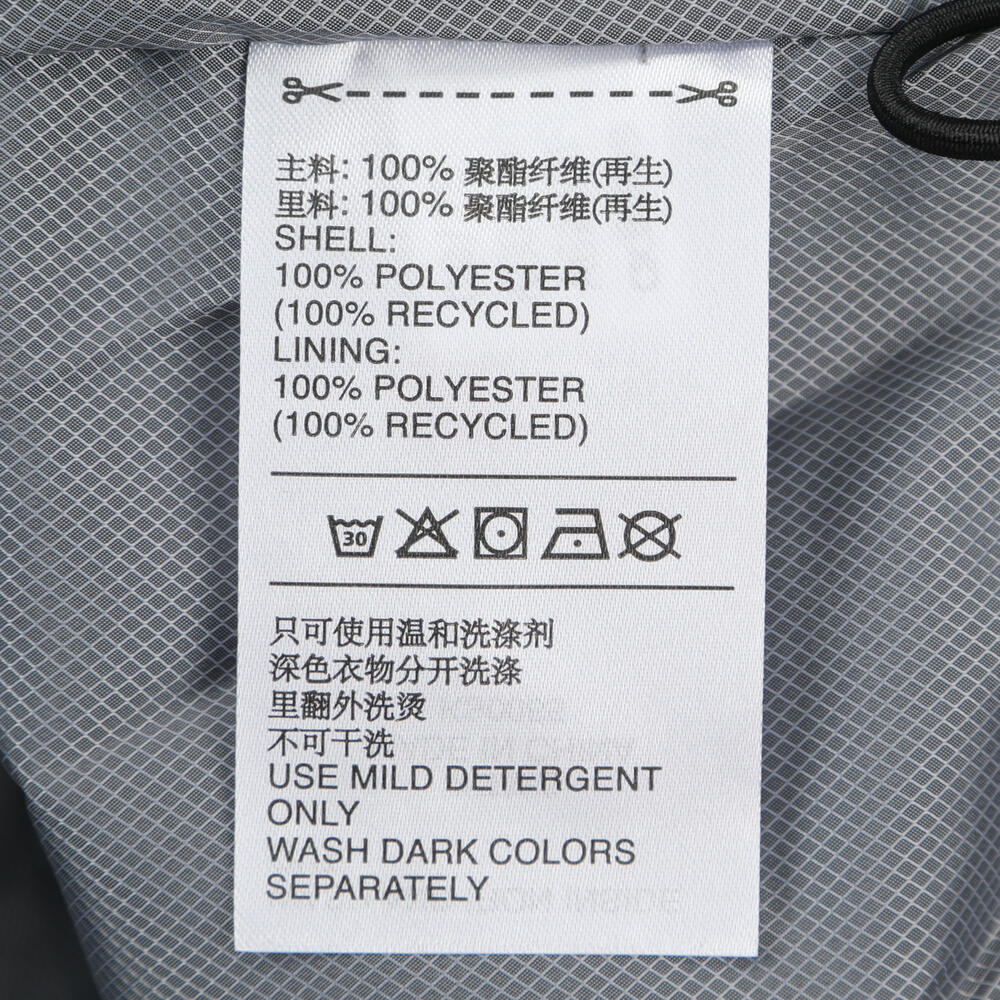 主料: 100% 聚酯纤维(再生)
里料: 100% 聚酯纤维(再生)
SHELL:
100% POLYESTER
(100% RECYCLED)
LINING:
100% POLYESTER
(100% RECYCLED)
30
只可使用温和洗涤剂
深色衣物分开洗涤
里翻外洗烫
不可干洗
USE MILD DETERGENT
ONLY
WASH DARK COLORS
SEPARATELY